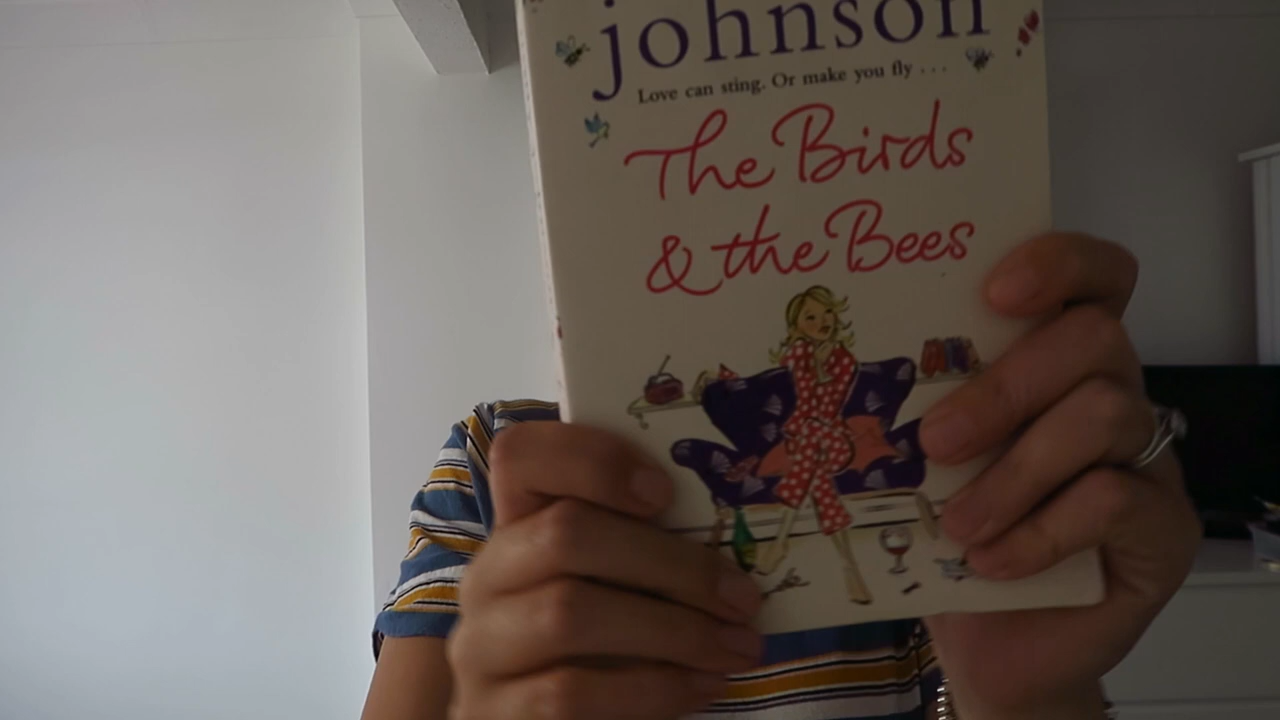 johnson
Love can sting. Or make you fly . . .
The Birds
& the Bees